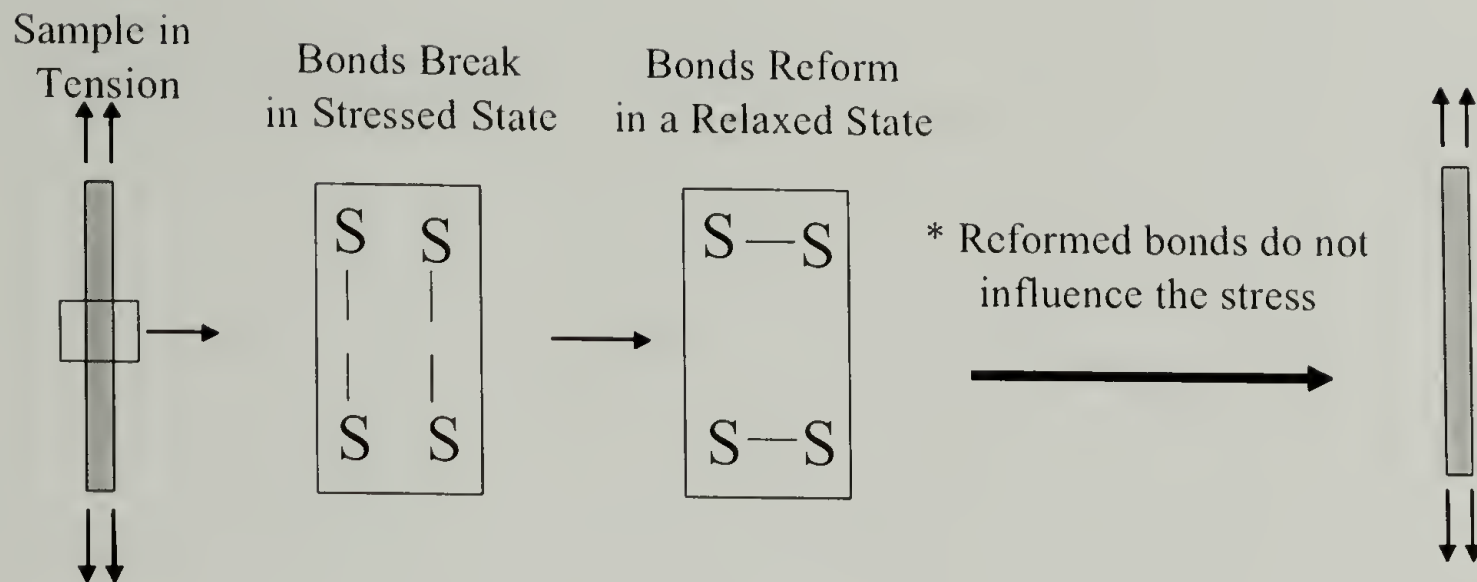 Sample in
Tension
Bonds Break
in Stressed State
Bonds Reform
in a Relaxed State
S S
S S
S—S
S—S
* Reformed bonds do not
influence the stress